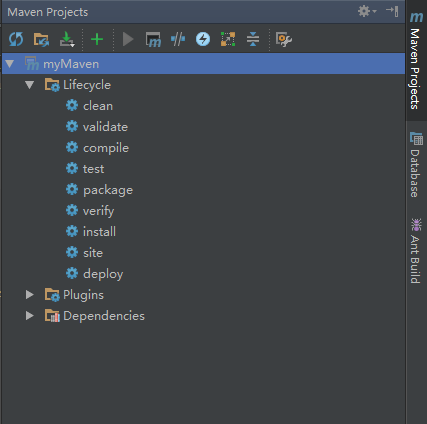 Maven Projects
myMaven
Lifecycle
clean
validate
compile
test
package
verify
install
site
deploy
Plugins
Dependencies
Maven Projects
Database
Ant Build